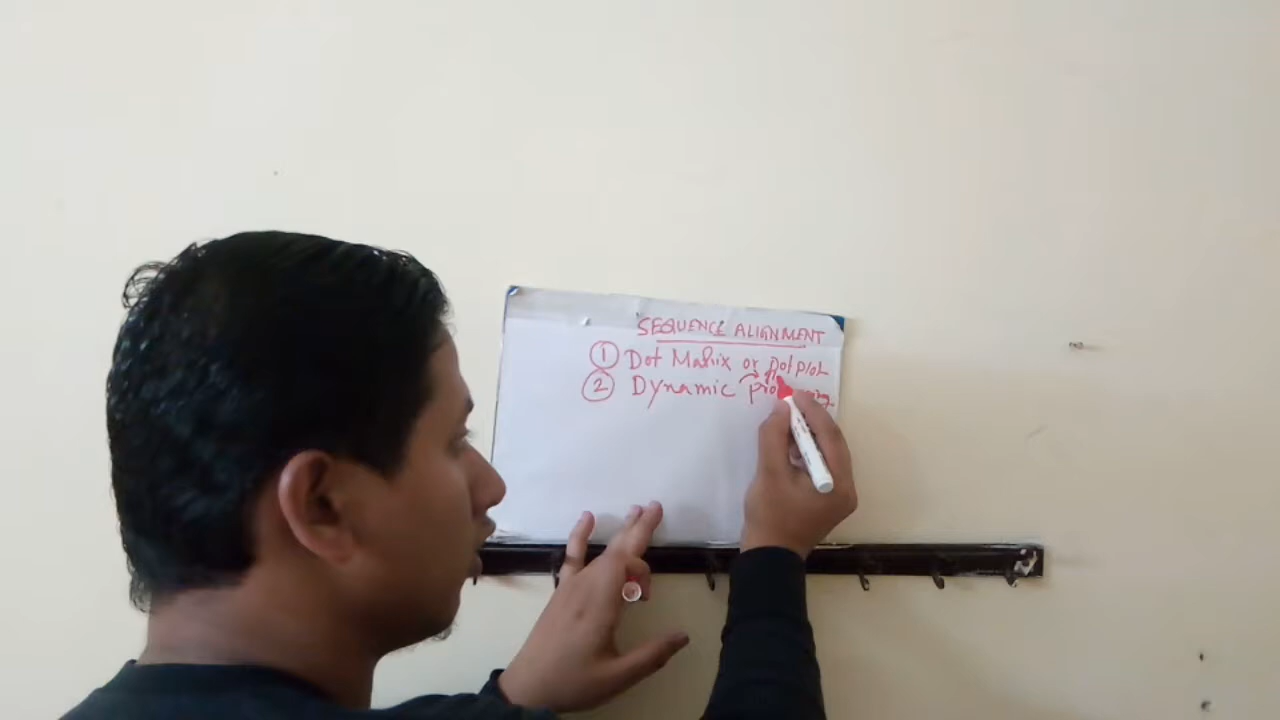 SEQUENCE ALIGNMENT
① Dot Matrix or Dot plot
② Dynamic